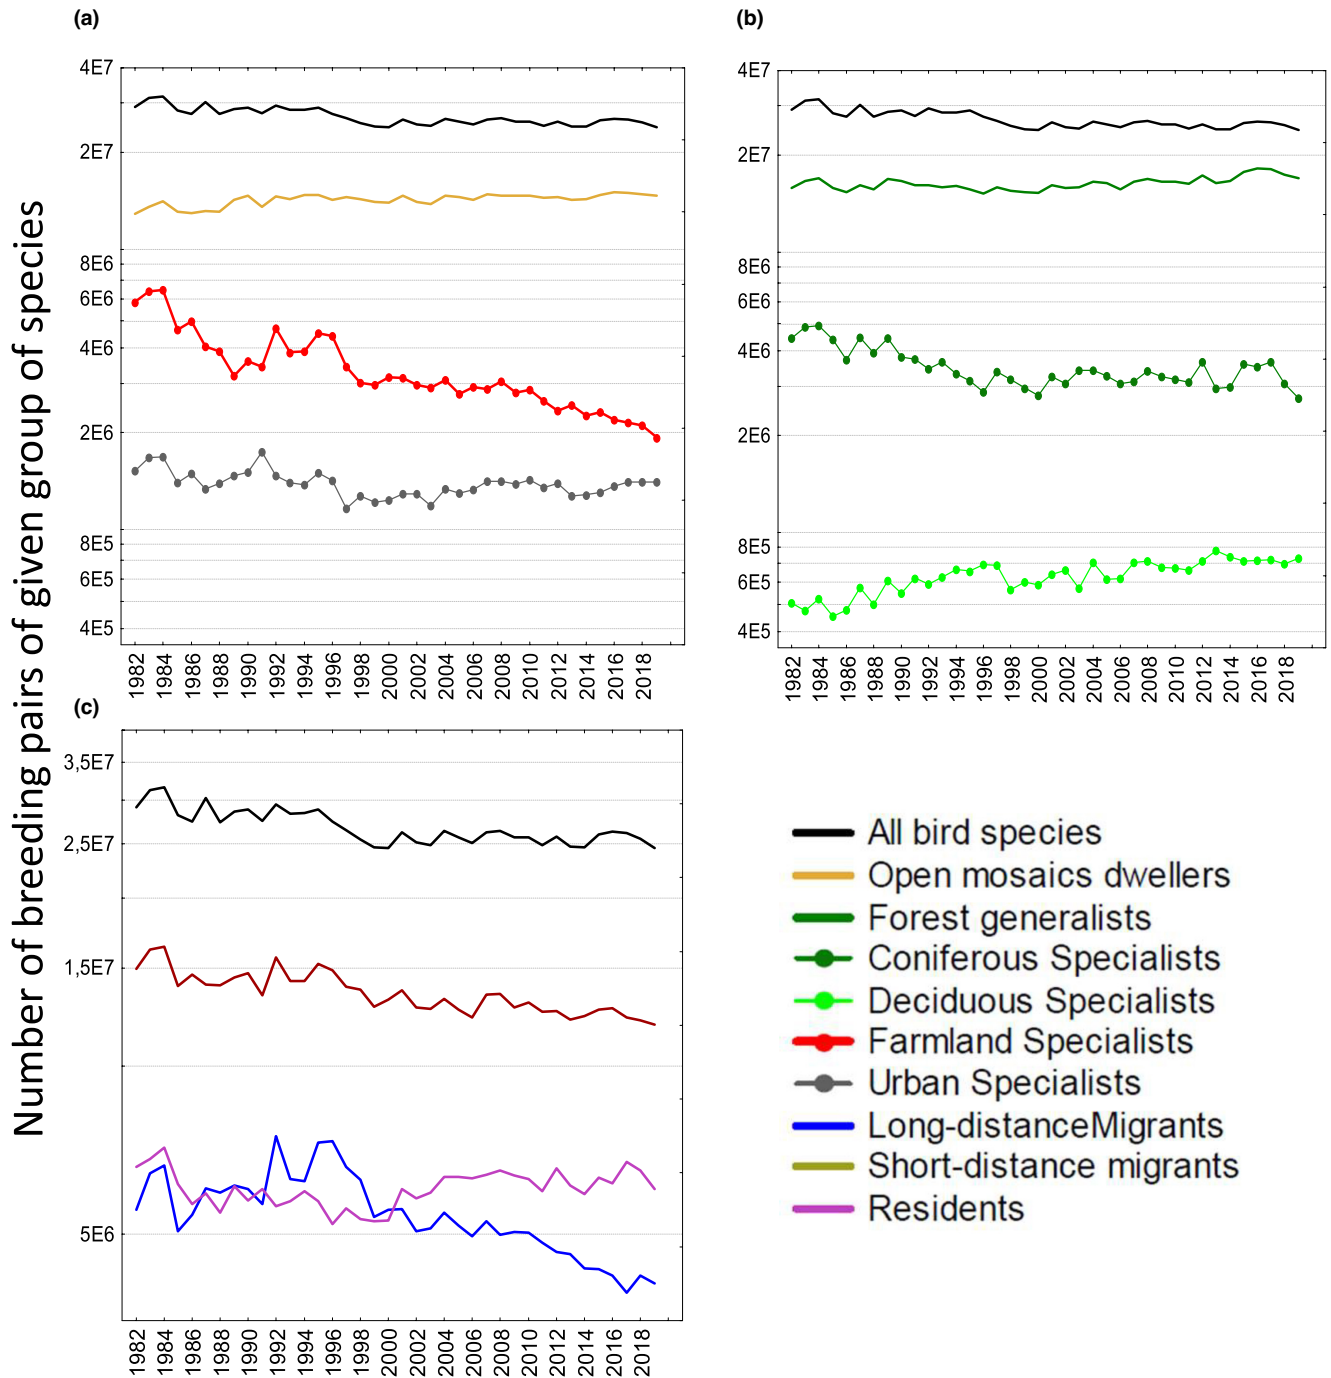 (a)
(b)
Number of breeding pairs of given group of species
4E7
2E7
8E6
6E6
4E6
2E6
8E5
6E5
4E5
1982 1984 1986 1988 1990 1992 1994 1996 1998 2000 2002 2004 2006 2008 2010 2012 2014 2016 2018
4E7
2E7
8E6
6E6
4E6
2E6
8E5
6E5
4E5
1982 1984 1986 1988 1990 1992 1994 1996 1998 2000 2002 2004 2006 2008 2010 2012 2014 2016 2018
(c)
3,5E7
2,5E7
1,5E7
5E6
1982 1984 1986 1988 1990 1992 1994 1996 1998 2000 2002 2004 2006 2008 2010 2012 2014 2016 2018
All bird species
Open mosaics dwellers
Forest generalists
Coniferous Specialists
Deciduous Specialists
Farmland Specialists
Urban Specialists
Long-distanceMigrants
Short-distance migrants
Residents